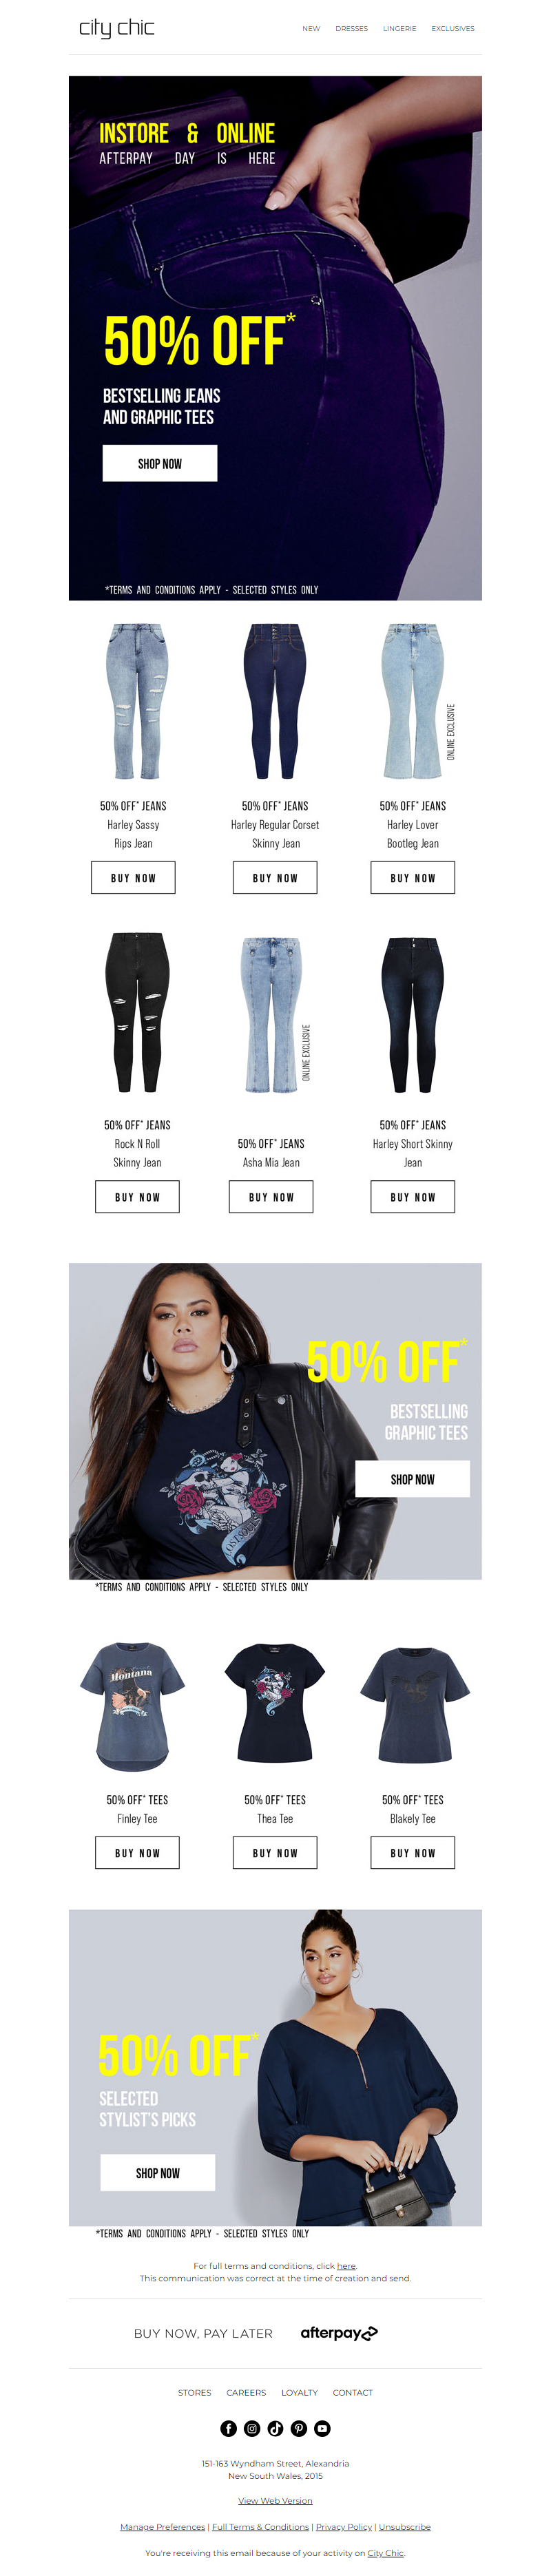 city chic
NEW DRESSES LINGERIE EXCLUSIVES
INSTORE & ONLINE
AFTERPAY DAY IS HERE
50% OFF*
BESTSELLING JEANS
AND GRAPHIC TEES
SHOP NOW
*TERMS AND CONDITIONS APPLY - SELECTED STYLES ONLY
ONLINE EXCLUSIVE
50% OFF* JEANS
Harley Sassy
Rips Jean
BUY NOW
50% OFF* JEANS
Harley Regular Corset
Skinny Jean
BUY NOW
50% OFF* JEANS
Harley Lover
Bootleg Jean
BUY NOW
ONLINE EXCLUSIVE
50% OFF* JEANS
Rock N Roll
Skinny Jean
BUY NOW
50% OFF* JEANS
Asha Mia Jean
BUY NOW
50% OFF* JEANS
Harley Short Skinny
Jean
BUY NOW
50% OFF*
BESTSELLING
GRAPHIC TEES
SHOP NOW
LOST SOULS
*TERMS AND CONDITIONS APPLY - SELECTED STYLES ONLY
Montana
50% OFF* TEES
Finley Tee
BUY NOW
50% OFF* TEES
Thea Tee
BUY NOW
50% OFF* TEES
Blakely Tee
BUY NOW
50% OFF*
SELECTED
STYLIST'S PICKS
SHOP NOW
*TERMS AND CONDITIONS APPLY - SELECTED STYLES ONLY
For full terms and conditions, click here.
This communication was correct at the time of creation and send.
BUY NOW, PAY LATER afterpay
STORES CAREERS LOYALTY CONTACT
151-163 Wyndham Street, Alexandria
New South Wales, 2015
View Web Version
Manage Preferences | Full Terms & Conditions | Privacy Policy | Unsubscribe
You're receiving this email because of your activity on City Chic.